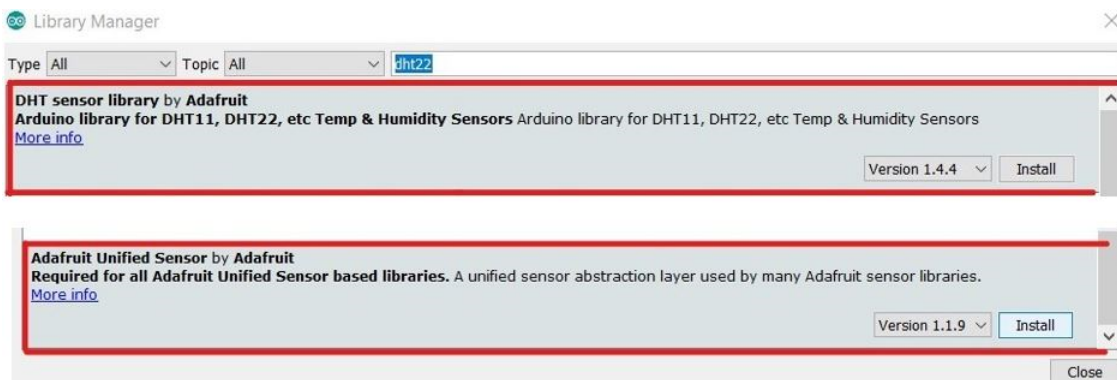 Library Manager
Type All Topic All dht22
DHT sensor library by Adafruit
Arduino library for DHT11, DHT22, etc Temp & Humidity Sensors Arduino library for DHT11, DHT22, etc Temp & Humidity Sensors
More info
Version 1.4.4 Install
Adafruit Unified Sensor by Adafruit
Required for all Adafruit Unified Sensor based libraries. A unified sensor abstraction layer used by many Adafruit sensor libraries.
More info
Version 1.1.9 Install
Close